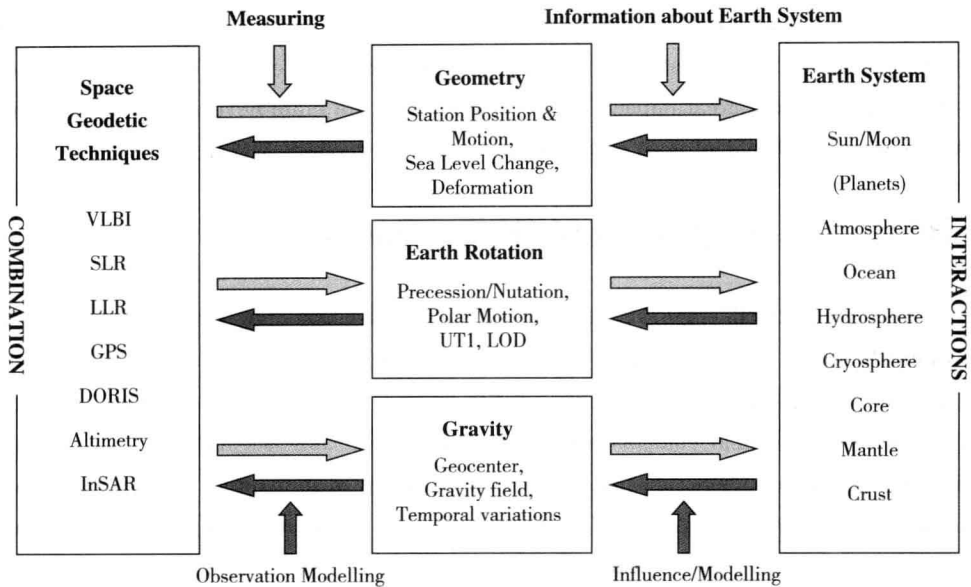 Measuring
Information about Earth System
COMBINATION
Space
Geodetic
Techniques
VLBI
SLR
LLR
GPS
DORIS
Altimetry
InSAR
Geometry
Station Position &
Motion,
Sea Level Change,
Deformation
Earth Rotation
Precession/Nutation,
Polar Motion,
UT1, LOD
Gravity
Geocenter,
Gravity field,
Temporal variations
Earth System
Sun/Moon
(Planets)
Atmosphere
Ocean
Hydrosphere
Cryosphere
Core
Mantle
Crust
INTERACTIONS
Observation Modelling
Influence/Modelling